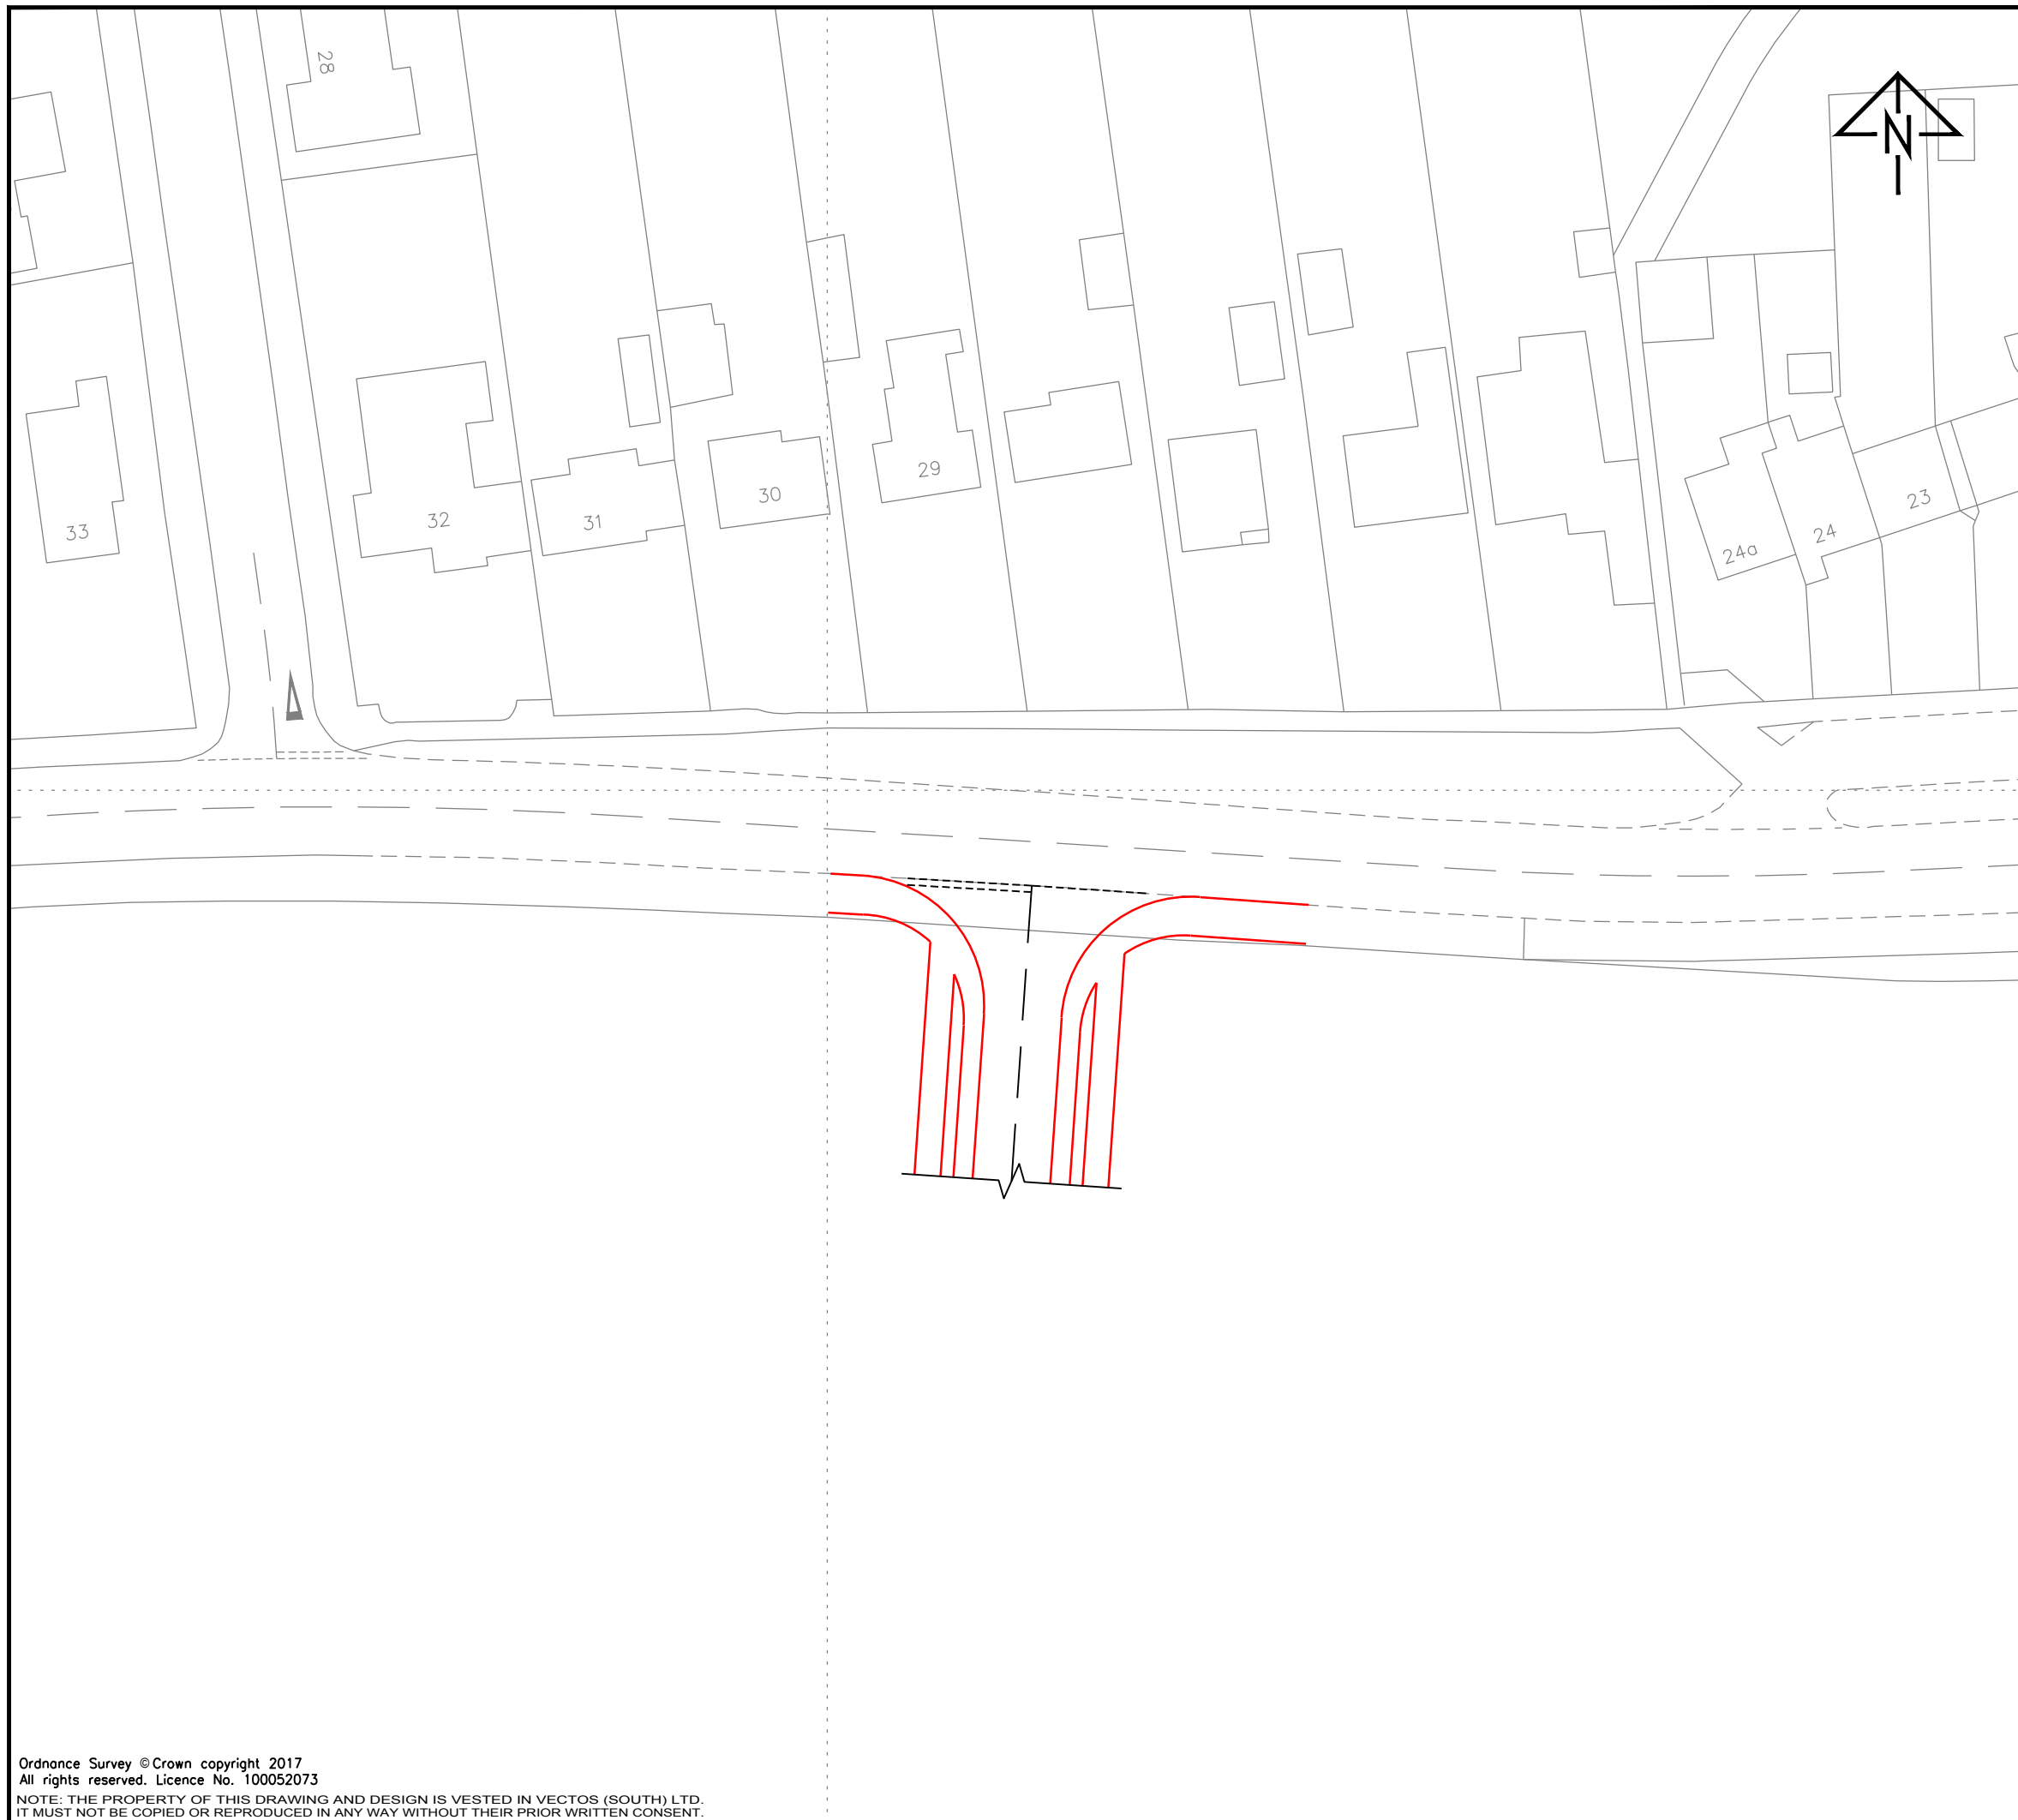 28
N
33
32
31
30
29
24a
24
23
Ordnance Survey © Crown copyright 2017
All rights reserved. Licence No. 100052073
NOTE: THE PROPERTY OF THIS DRAWING AND DESIGN IS VESTED IN VECTOS (SOUTH) LTD.
IT MUST NOT BE COPIED OR REPRODUCED IN ANY WAY WITHOUT THEIR PRIOR WRITTEN CONSENT.